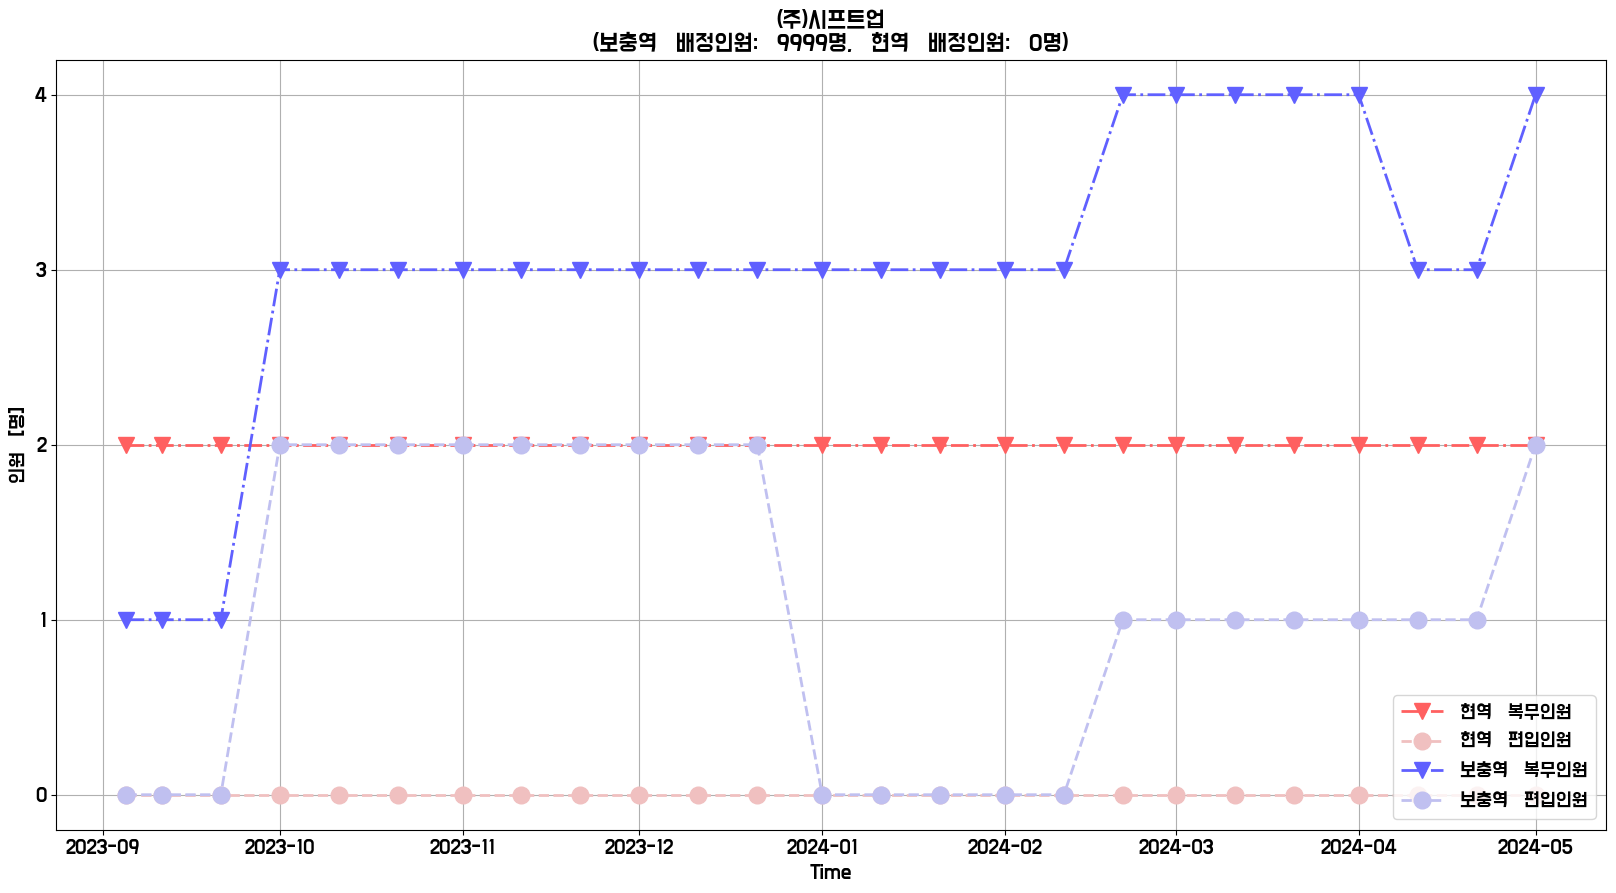 (주)시프트업
(보충역 배정인원: 9999명, 현역 배정인원: 0명)
4
3
2
1
0
인원 [명]
2023-09 2023-10 2023-11 2023-12 2024-01 2024-02 2024-03 2024-04 2024-05
Time
현역 복무인원
현역 편입인원
보충역 복무인원
보충역 편입인원